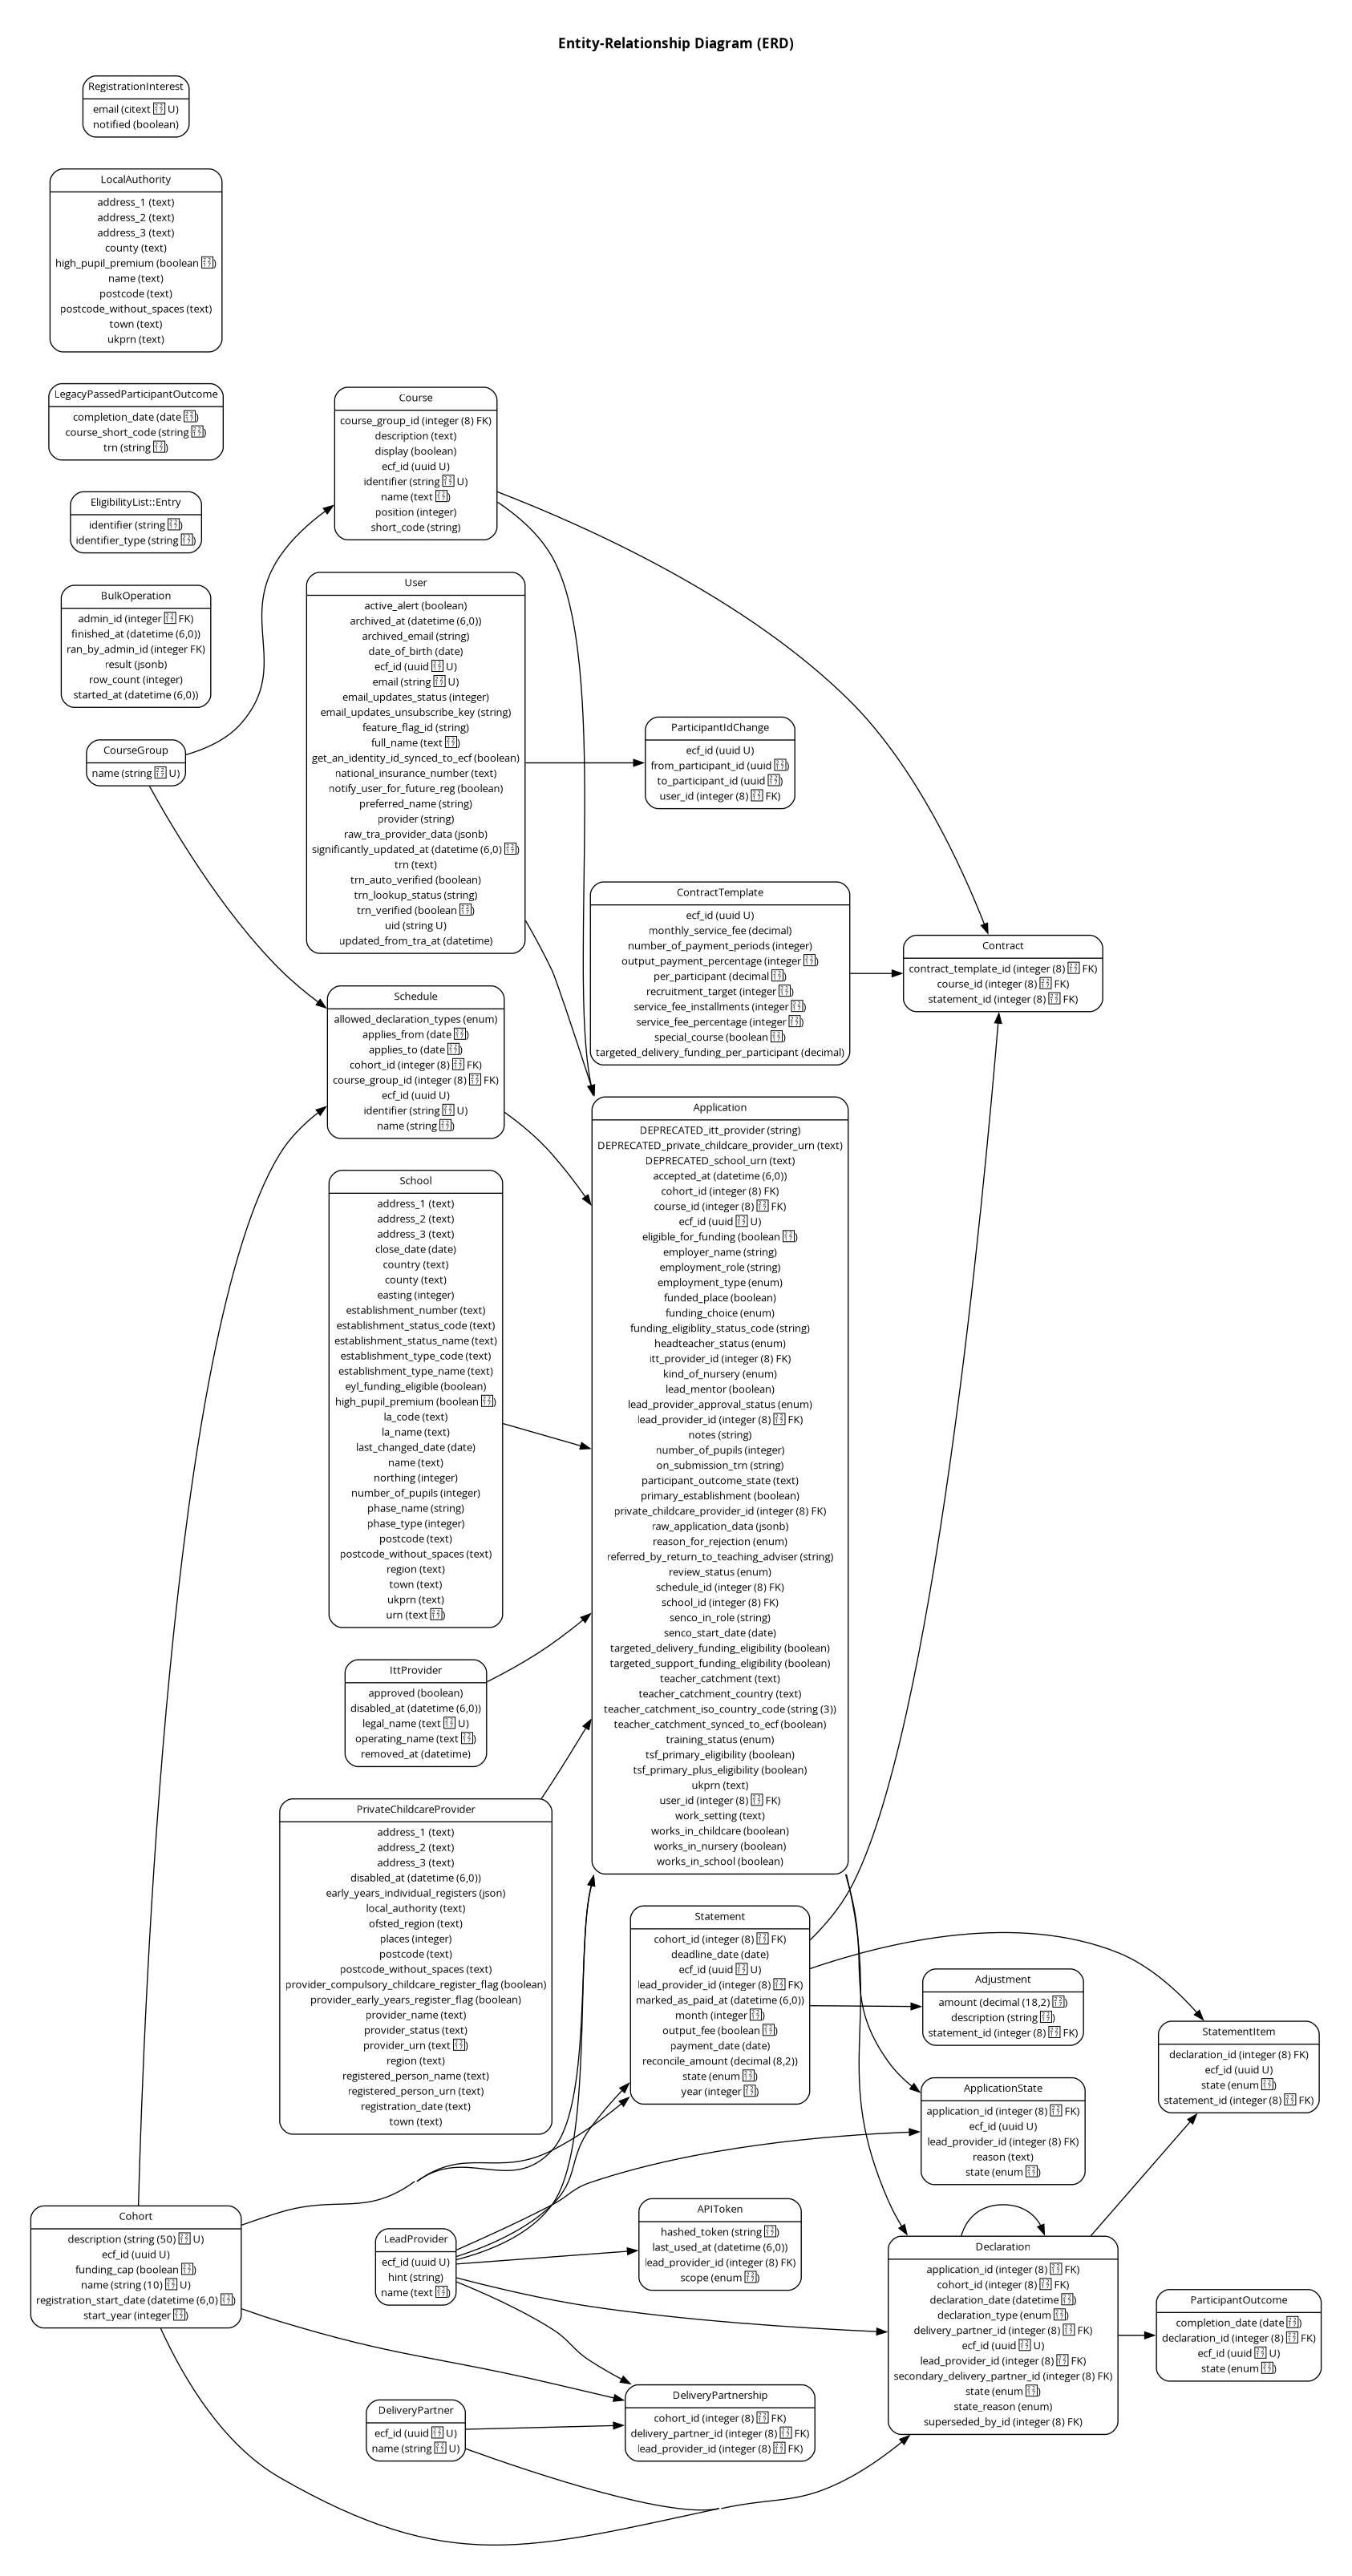 Entity-Relationship Diagram (ERD)
RegistrationInterest
email (citext U)
notified (boolean)
LocalAuthority
address_1 (text)
address_2 (text)
address_3 (text)
county (text)
high_pupil_premium (boolean )
name (text)
postcode (text)
postcode_without_spaces (text)
town (text)
ukprn (text)
LegacyPassedParticipantOutcome
completion_date (date )
course_short_code (string )
trn (string )
EligibilityList::Entry
identifier (string )
identifier_type (string )
BulkOperation
admin_id (integer FK)
finished_at (datetime (6,0))
ran_by_admin_id (integer FK)
result (jsonb)
row_count (integer)
started_at (datetime (6,0))
CourseGroup
name (string U)
Course
course_group_id (integer (8) FK)
description (text)
display (boolean)
ecf_id (uuid U)
identifier (string U)
name (text )
position (integer)
short_code (string)
User
active_alert (boolean)
archived_at (datetime (6,0))
archived_email (string)
date_of_birth (date)
ecf_id (uuid U)
email (string U)
email_updates_status (integer)
email_updates_unsubscribe_key (string)
feature_flag_id (string)
full_name (text )
get_an_identity_id_synced_to_ecf (boolean)
national_insurance_number (text)
notify_user_for_future_reg (boolean)
preferred_name (string)
provider (string)
raw_tra_provider_data (jsonb)
significantly_updated_at (datetime (6,0) )
trn (text)
trn_auto_verified (boolean)
trn_lookup_status (string)
trn_verified (boolean )
uid (string U)
updated_from_tra_at (datetime)
ParticipantIdChange
ecf_id (uuid U)
from_participant_id (uuid )
to_participant_id (uuid )
user_id (integer (8) FK)
ContractTemplate
ecf_id (uuid U)
monthly_service_fee (decimal)
number_of_payment_periods (integer)
output_payment_percentage (integer )
per_participant (decimal )
recruitment_target (integer )
service_fee_installments (integer )
service_fee_percentage (integer )
special_course (boolean )
targeted_delivery_funding_per_participant (decimal)
Contract
contract_template_id (integer (8) FK)
course_id (integer (8) FK)
statement_id (integer (8) FK)
Schedule
allowed_declaration_types (enum)
applies_from (date )
applies_to (date )
cohort_id (integer (8) FK)
course_group_id (integer (8) FK)
ecf_id (uuid U)
identifier (string U)
name (string )
School
address_1 (text)
address_2 (text)
address_3 (text)
close_date (date)
country (text)
county (text)
easting (integer)
establishment_number (text)
establishment_status_code (text)
establishment_status_name (text)
establishment_type_code (text)
establishment_type_name (text)
eyl_funding_eligible (boolean)
high_pupil_premium (boolean )
la_code (text)
la_name (text)
last_changed_date (date)
name (text)
northing (integer)
number_of_pupils (integer)
phase_name (string)
phase_type (integer)
postcode (text)
postcode_without_spaces (text)
region (text)
town (text)
ukprn (text)
urn (text )
IttProvider
approved (boolean)
disabled_at (datetime (6,0))
legal_name (text U)
operating_name (text )
removed_at (datetime)
PrivateChildcareProvider
address_1 (text)
address_2 (text)
address_3 (text)
disabled_at (datetime (6,0))
early_years_individual_registers (json)
local_authority (text)
ofsted_region (text)
places (integer)
postcode (text)
postcode_without_spaces (text)
provider_compulsory_childcare_register_flag (boolean)
provider_early_years_register_flag (boolean)
provider_name (text)
provider_status (text)
provider_urn (text )
region (text)
registered_person_name (text)
registered_person_urn (text)
registration_date (text)
town (text)
Application
DEPRECATED_itt_provider (string)
DEPRECATED_private_childcare_provider_urn (text)
DEPRECATED_school_urn (text)
accepted_at (datetime (6,0))
cohort_id (integer (8) FK)
course_id (integer (8) FK)
ecf_id (uuid U)
eligible_for_funding (boolean )
employer_name (string)
employment_role (string)
employment_type (enum)
funded_place (boolean)
funding_choice (enum)
funding_eligiblity_status_code (string)
headteacher_status (enum)
itt_provider_id (integer (8) FK)
kind_of_nursery (enum)
lead_mentor (boolean)
lead_provider_approval_status (enum)
lead_provider_id (integer (8) FK)
notes (string)
number_of_pupils (integer)
on_submission_trn (string)
participant_outcome_state (text)
primary_establishment (boolean)
private_childcare_provider_id (integer (8) FK)
raw_application_data (jsonb)
reason_for_rejection (enum)
referred_by_return_to_teaching_adviser (string)
review_status (enum)
schedule_id (integer (8) FK)
school_id (integer (8) FK)
senco_in_role (string)
senco_start_date (date)
targeted_delivery_funding_eligibility (boolean)
targeted_support_funding_eligibility (boolean)
teacher_catchment (text)
teacher_catchment_country (text)
teacher_catchment_iso_country_code (string (3))
teacher_catchment_synced_to_ecf (boolean)
training_status (enum)
tsf_primary_eligibility (boolean)
tsf_primary_plus_eligibility (boolean)
ukprn (text)
user_id (integer (8) FK)
work_setting (text)
works_in_childcare (boolean)
works_in_nursery (boolean)
works_in_school (boolean)
Statement
cohort_id (integer (8) FK)
deadline_date (date)
ecf_id (uuid U)
lead_provider_id (integer (8) FK)
marked_as_paid_at (datetime (6,0))
month (integer )
output_fee (boolean )
payment_date (date)
reconcile_amount (decimal (8,2))
state (enum )
year (integer )
Adjustment
amount (decimal (18,2) )
description (string )
statement_id (integer (8) FK)
StatementItem
declaration_id (integer (8) FK)
ecf_id (uuid U)
state (enum )
statement_id (integer (8) FK)
ApplicationState
application_id (integer (8) FK)
ecf_id (uuid U)
lead_provider_id (integer (8) FK)
reason (text)
state (enum )
Cohort
description (string (50) U)
ecf_id (uuid U)
funding_cap (boolean )
name (string (10) U)
registration_start_date (datetime (6,0) )
start_year (integer )
LeadProvider
ecf_id (uuid U)
hint (string)
name (text )
APIToken
hashed_token (string )
last_used_at (datetime (6,0))
lead_provider_id (integer (8) FK)
scope (enum )
Declaration
application_id (integer (8) FK)
cohort_id (integer (8) FK)
declaration_date (datetime )
declaration_type (enum )
delivery_partner_id (integer (8) FK)
ecf_id (uuid U)
lead_provider_id (integer (8) FK)
secondary_delivery_partner_id (integer (8) FK)
state (enum )
state_reason (enum)
superseded_by_id (integer (8) FK)
ParticipantOutcome
completion_date (date )
declaration_id (integer (8) FK)
ecf_id (uuid U)
state (enum )
DeliveryPartner
ecf_id (uuid U)
name (string U)
DeliveryPartnership
cohort_id (integer (8) FK)
delivery_partner_id (integer (8) FK)
lead_provider_id (integer (8) FK)